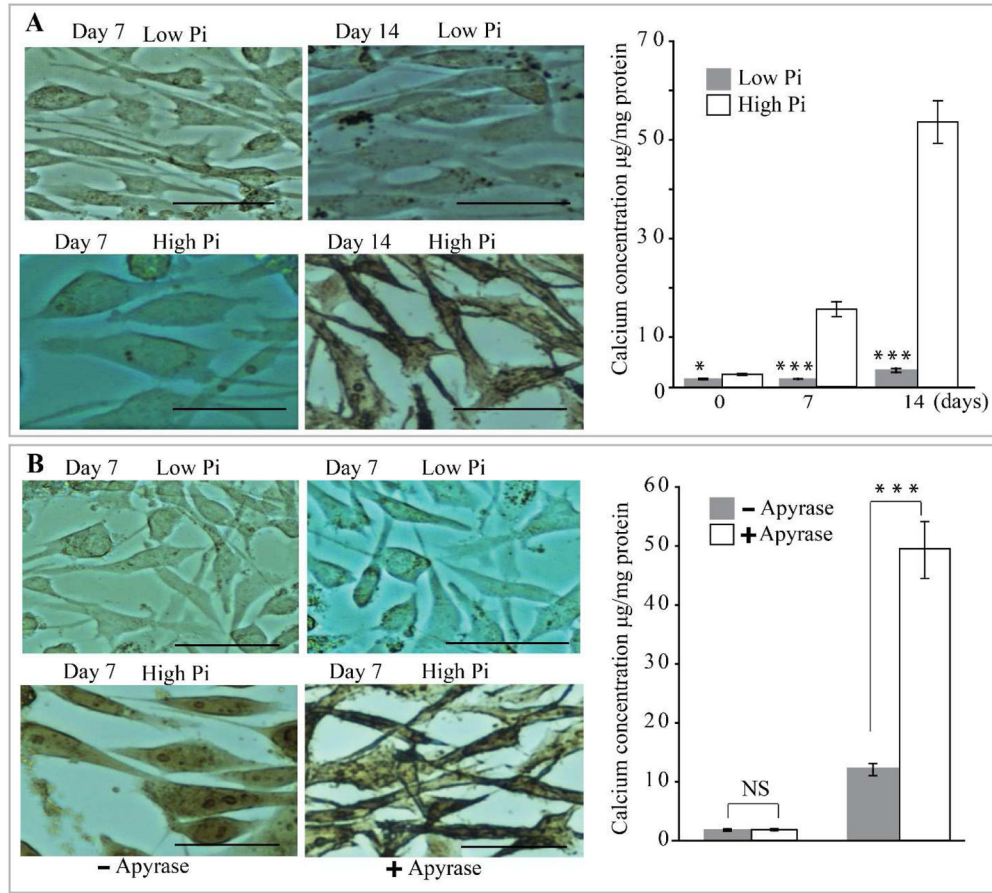 A
Day 7 Low Pi
Day 14 Low Pi
Day 7 High Pi
Day 14 High Pi
Calcium concentration µg/mg protein
70
50
30
10
0
Low Pi
High Pi
*
***
***
0 7 14 (days)
B
Day 7 Low Pi
Day 7 Low Pi
Day 7 High Pi
Day 7 High Pi
– Apyrase
+ Apyrase
Calcium concentration µg/mg protein
60
50
40
30
20
10
0
– Apyrase
+ Apyrase
***
NS